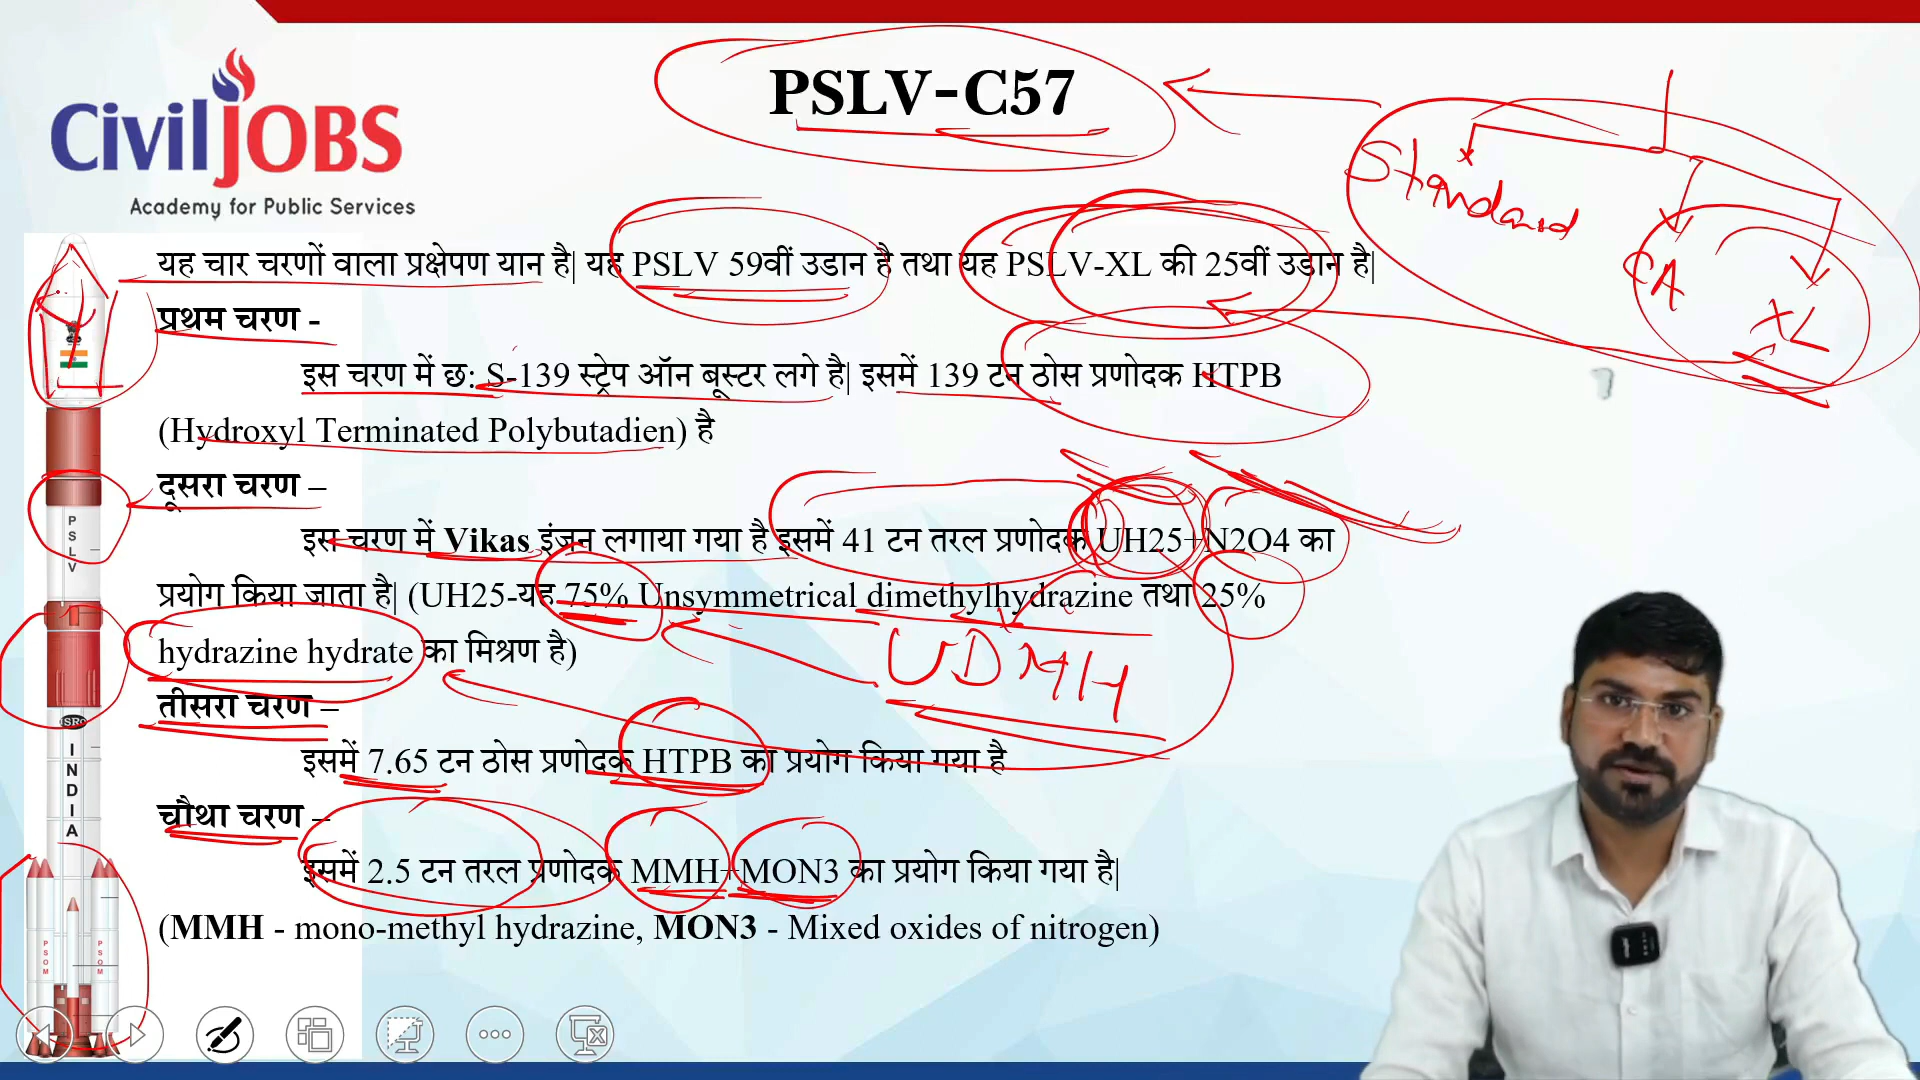 PSLV-C57
CivilJOBS
Academy for Public Services
Standard
CA
XL
यह चार चरणों वाला प्रक्षेपण यान है| यह PSLV 59वीं उडान है तथा यह PSLV-XL की 25वीं उडान है|
प्रथम चरण -
इस चरण में छ: S-139 स्ट्रेप ऑन बूस्टर लगे है| इसमें 139 टन ठोस प्रणोदक HTPB
(Hydroxyl Terminated Polybutadien) है
दूसरा चरण –
इस चरण में Vikas इंजन लगाया गया है इसमें 41 टन तरल प्रणोदक UH25+N2O4 का
प्रयोग किया जाता है| (UH25-यह 75% Unsymmetrical dimethylhydrazine तथा 25%
hydrazine hydrate का मिश्रण है)
UDMH
तीसरा चरण –
इसमें 7.65 टन ठोस प्रणोदक HTPB का प्रयोग किया गया है
चौथा चरण –
इसमें 2.5 टन तरल प्रणोदक MMH+MON3 का प्रयोग किया गया है|
(MMH - mono-methyl hydrazine, MON3 - Mixed oxides of nitrogen)
PSLV
INDIA
PSOM
PSOM